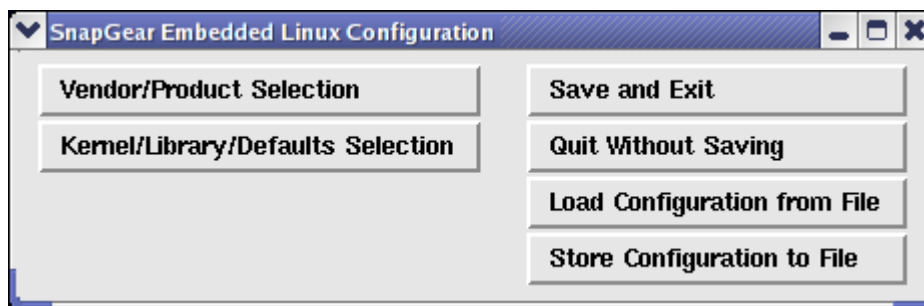 SnapGear Embedded Linux Configuration
Vendor/Product Selection
Kernel/Library/Defaults Selection
Save and Exit
Quit Without Saving
Load Configuration from File
Store Configuration to File